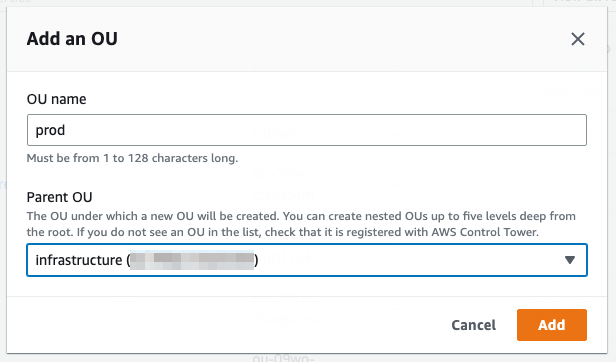 Add an OU
OU name
prod
Must be from 1 to 128 characters long.
Parent OU
The OU under which a new OU will be created. You can create nested OUs up to five levels deep from
the root. If you do not see an OU in the list, check that it is registered with AWS Control Tower.
infrastructure ( )
Cancel
Add